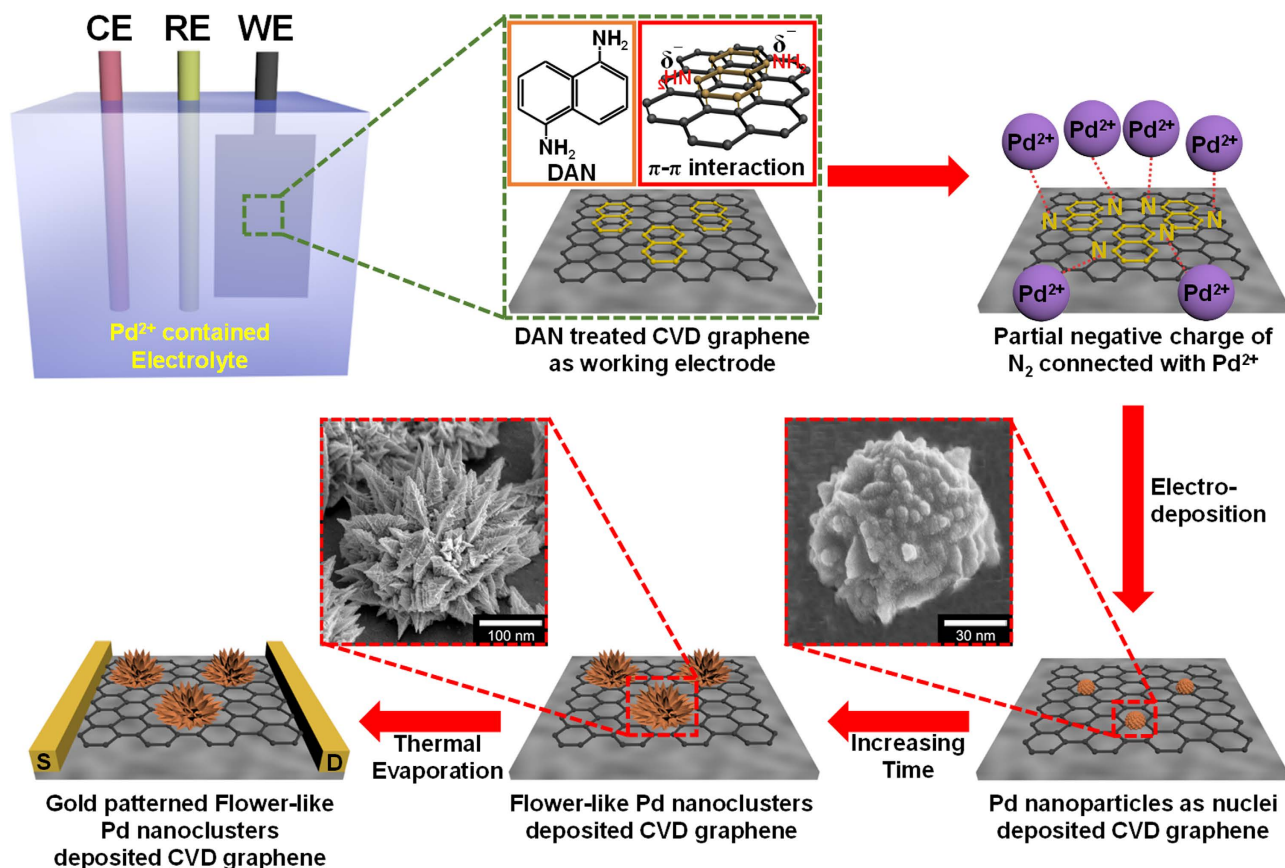 CE RE WE
Pd²⁺ contained
Electrolyte
NH₂
NH₂
DAN
δ⁻
δ⁻
HN
2
NH₂
π-π interaction
DAN treated CVD graphene
as working electrode
Pd²⁺
Pd²⁺
Pd²⁺
Pd²⁺
N
N
N
N
N
N
Pd²⁺
Pd²⁺
Partial negative charge of
N₂ connected with Pd²⁺
Electro-
deposition
100 nm
30 nm
S
D
Thermal
Evaporation
Increasing
Time
Gold patterned Flower-like
Pd nanoclusters
deposited CVD graphene
Flower-like Pd nanoclusters
deposited CVD graphene
Pd nanoparticles as nuclei
deposited CVD graphene